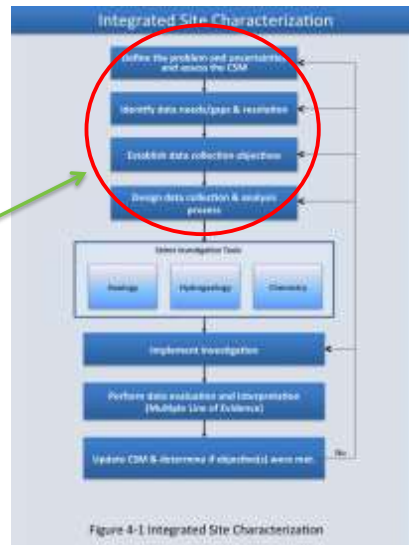 Integrated Site Characterization
Define the problem and uncertainties
and assess the CSM
Identify data needs/gaps & resolution
Establish data collection objectives
Design data collection & analysis
process
Select Investigation Tools
Geology
Hydrogeology
Chemistry
Implement investigation
Perform data evaluation and interpretation
(Multiple Line of Evidence)
Update CSM & determine if objective(s) were met
No
Figure 4-1 Integrated Site Characterization